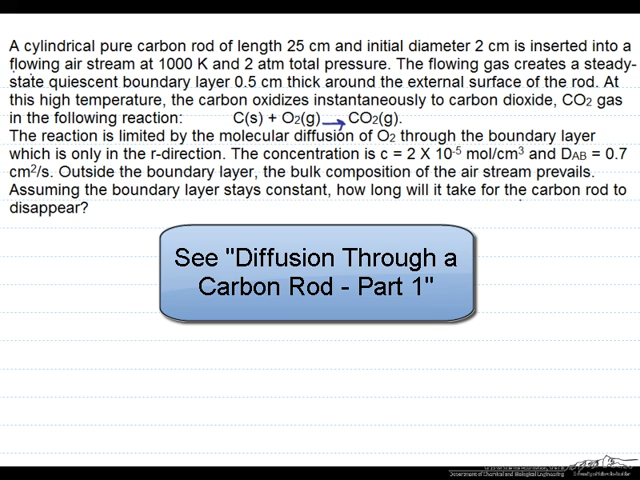 A cylindrical pure carbon rod of length 25 cm and initial diameter 2 cm is inserted into a
flowing air stream at 1000 K and 2 atm total pressure. The flowing gas creates a steady-
state quiescent boundary layer 0.5 cm thick around the external surface of the rod. At
this high temperature, the carbon oxidizes instantaneously to carbon dioxide, CO₂ gas
in the following reaction: C(s) + O₂(g) → CO₂(g).
The reaction is limited by the molecular diffusion of O₂ through the boundary layer
which is only in the r-direction. The concentration is c = 2 X 10⁻⁵ mol/cm³ and DAB = 0.7
cm²/s. Outside the boundary layer, the bulk composition of the air stream prevails.
Assuming the boundary layer stays constant, how long will it take for the carbon rod to
disappear?
See "Diffusion Through a
Carbon Rod - Part 1"
Department of Chemical and Biological Engineering